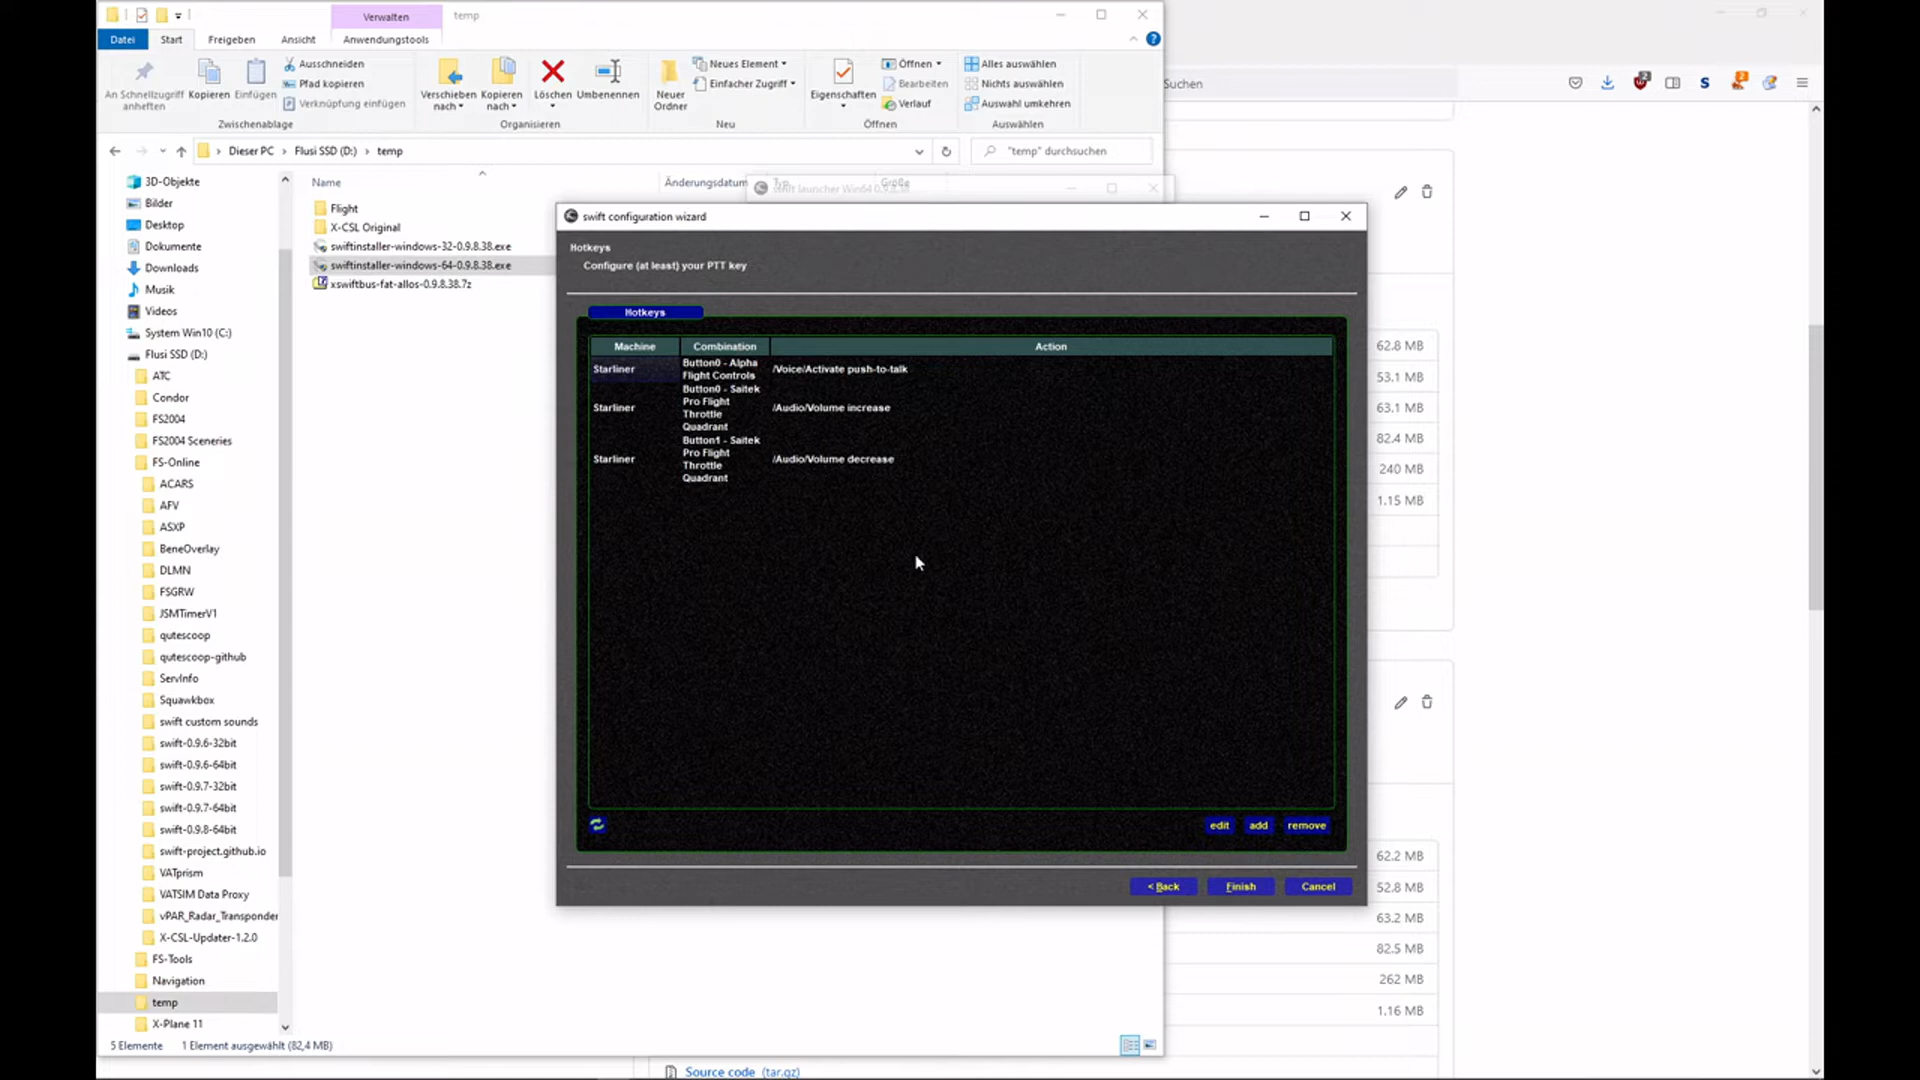 Verwalten
temp
Datei
Start
Freigeben
Ansicht
Anwendungstools
An Schnellzugriff
anheften
Kopieren
Einfügen
Ausschneiden
Pfad kopieren
Verknüpfung einfügen
Zwischenablage
Verschieben
nach
Kopieren
nach
Löschen
Umbenennen
Organisieren
Neuer
Ordner
Neues Element
Einfacher Zugriff
Neu
Eigenschaften
Öffnen
Bearbeiten
Verlauf
Öffnen
Alles auswählen
Nichts auswählen
Auswahl umkehren
Auswählen
Suchen
2
S
2
Dieser PC > Flusi SSD (D:) > temp
"temp" durchsuchen
3D-Objekte
Bilder
Desktop
Dokumente
Downloads
Musik
Videos
System Win10 (C:)
Flusi SSD (D:)
ATC
Condor
FS2004
FS2004 Sceneries
FS-Online
ACARS
AFV
ASXP
BeneOverlay
DLMN
FSGRW
JSMTimerV1
qutescoop
qutescoop-github
ServInfo
Squawkbox
swift custom sounds
swift-0.9.6-32bit
swift-0.9.6-64bit
swift-0.9.7-32bit
swift-0.9.7-64bit
swift-0.9.8-64bit
swift-project.github.io
VATprism
VATSIM Data Proxy
vPAR_Radar_Transponder
X-CSL-Updater-1.2.0
FS-Tools
Navigation
temp
X-Plane 11
Name
Änderungsdatum
Typ
Größe
Flight
X-CSL Original
swiftinstaller-windows-32-0.9.8.38.exe
swiftinstaller-windows-64-0.9.8.38.exe
xswiftbus-fat-allos-0.9.8.38.7z
5 Elemente
1 Element ausgewählt (82,4 MB)
swift launcher Win64 0.9.8.38
swift configuration wizard
Hotkeys
Configure (at least) your PTT key
Hotkeys
Machine
Combination
Action
Starliner
Button0 - Alpha
Flight Controls
/Voice/Activate push-to-talk
Starliner
Button0 - Saitek
Pro Flight
Throttle
Quadrant
/Audio/Volume increase
Starliner
Button1 - Saitek
Pro Flight
Throttle
Quadrant
/Audio/Volume decrease
edit
add
remove
< Back
Finish
Cancel
62.8 MB
53.1 MB
63.1 MB
82.4 MB
240 MB
1.15 MB
62.2 MB
52.8 MB
63.2 MB
82.5 MB
262 MB
1.16 MB
Source code (tar.gz)